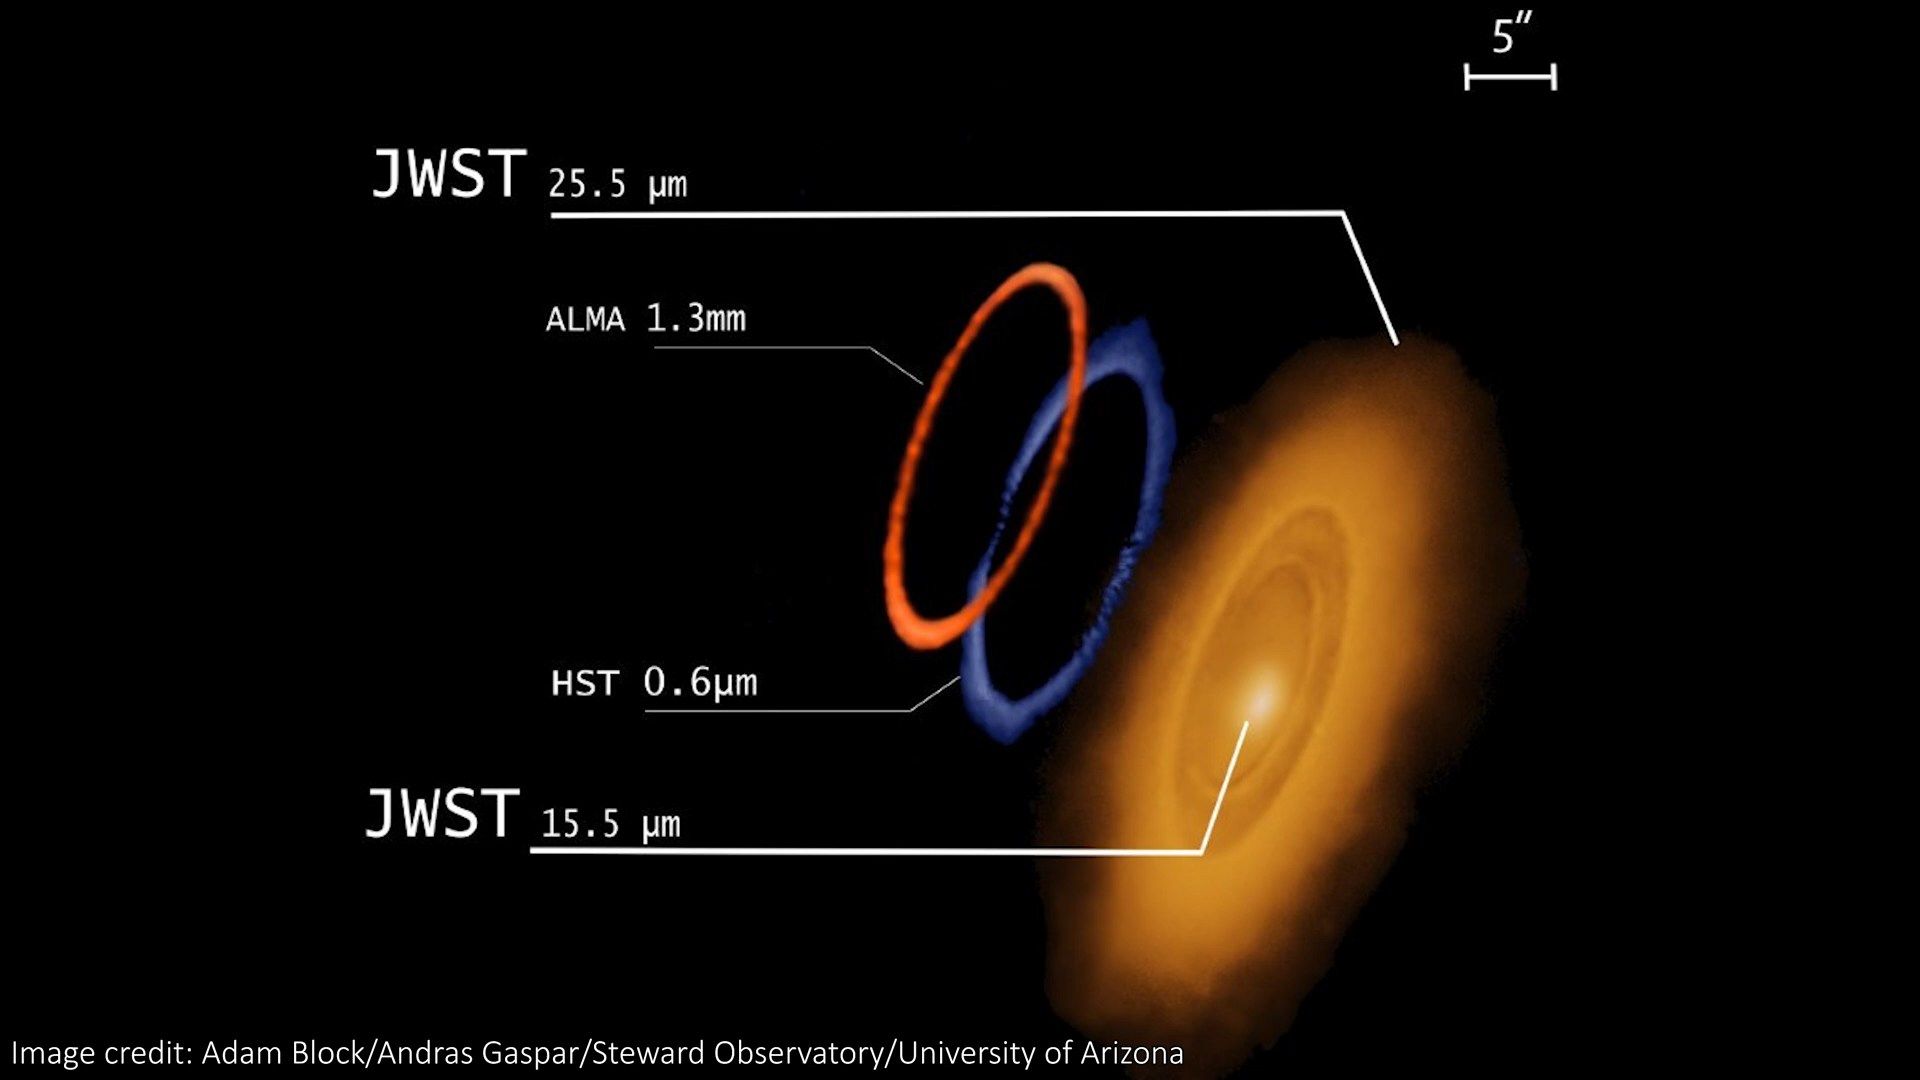 5″
JWST 25.5 µm
ALMA 1.3mm
HST 0.6µm
JWST 15.5 µm
Image credit: Adam Block/Andras Gaspar/Steward Observatory/University of Arizona